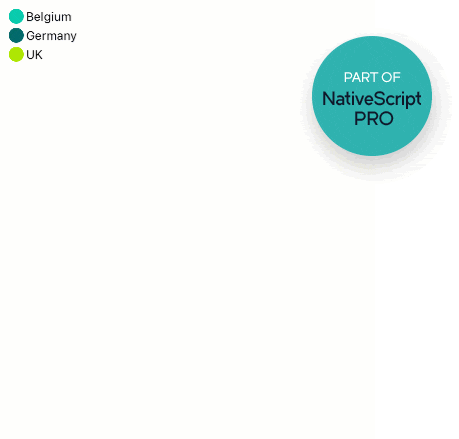 Belgium
Germany
UK
PART OF
NativeScript
PRO